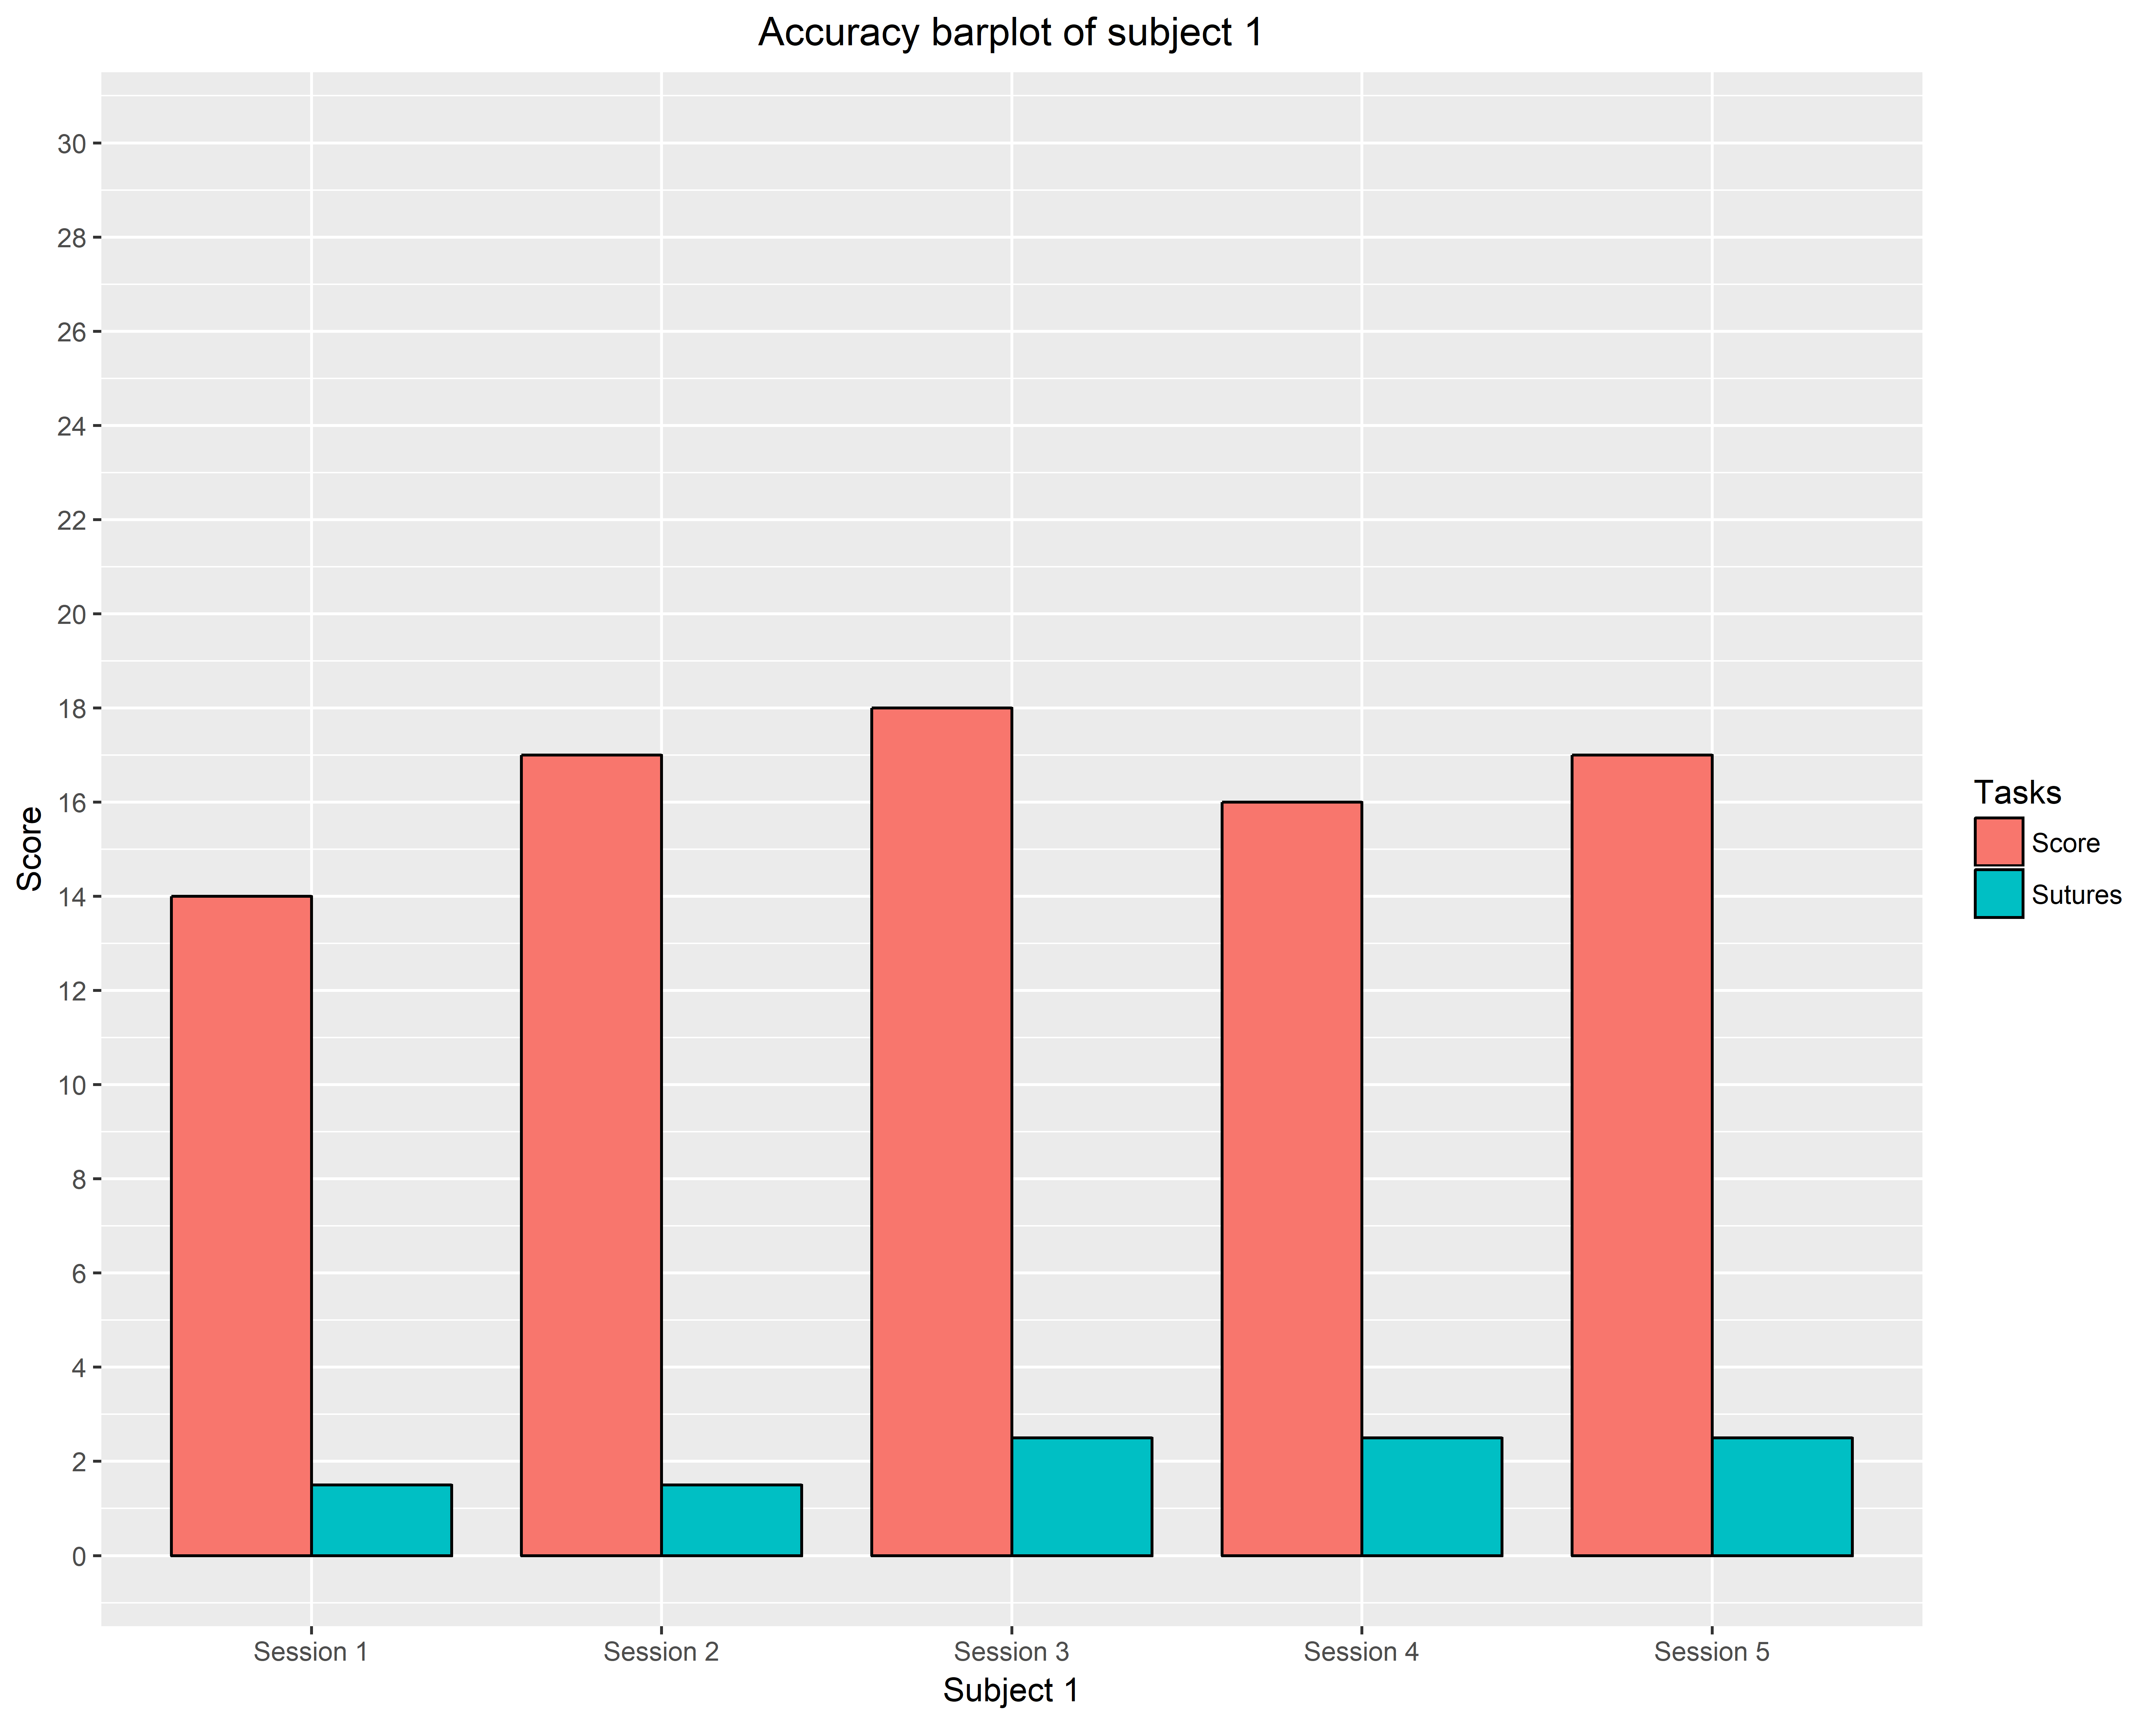 Accuracy barplot of subject 1
30
28
26
24
22
20
18
16
14
12
10
8
6
4
2
0
Score
Session 1
Session 2
Session 3
Session 4
Session 5
Subject 1
Tasks
Score
Sutures